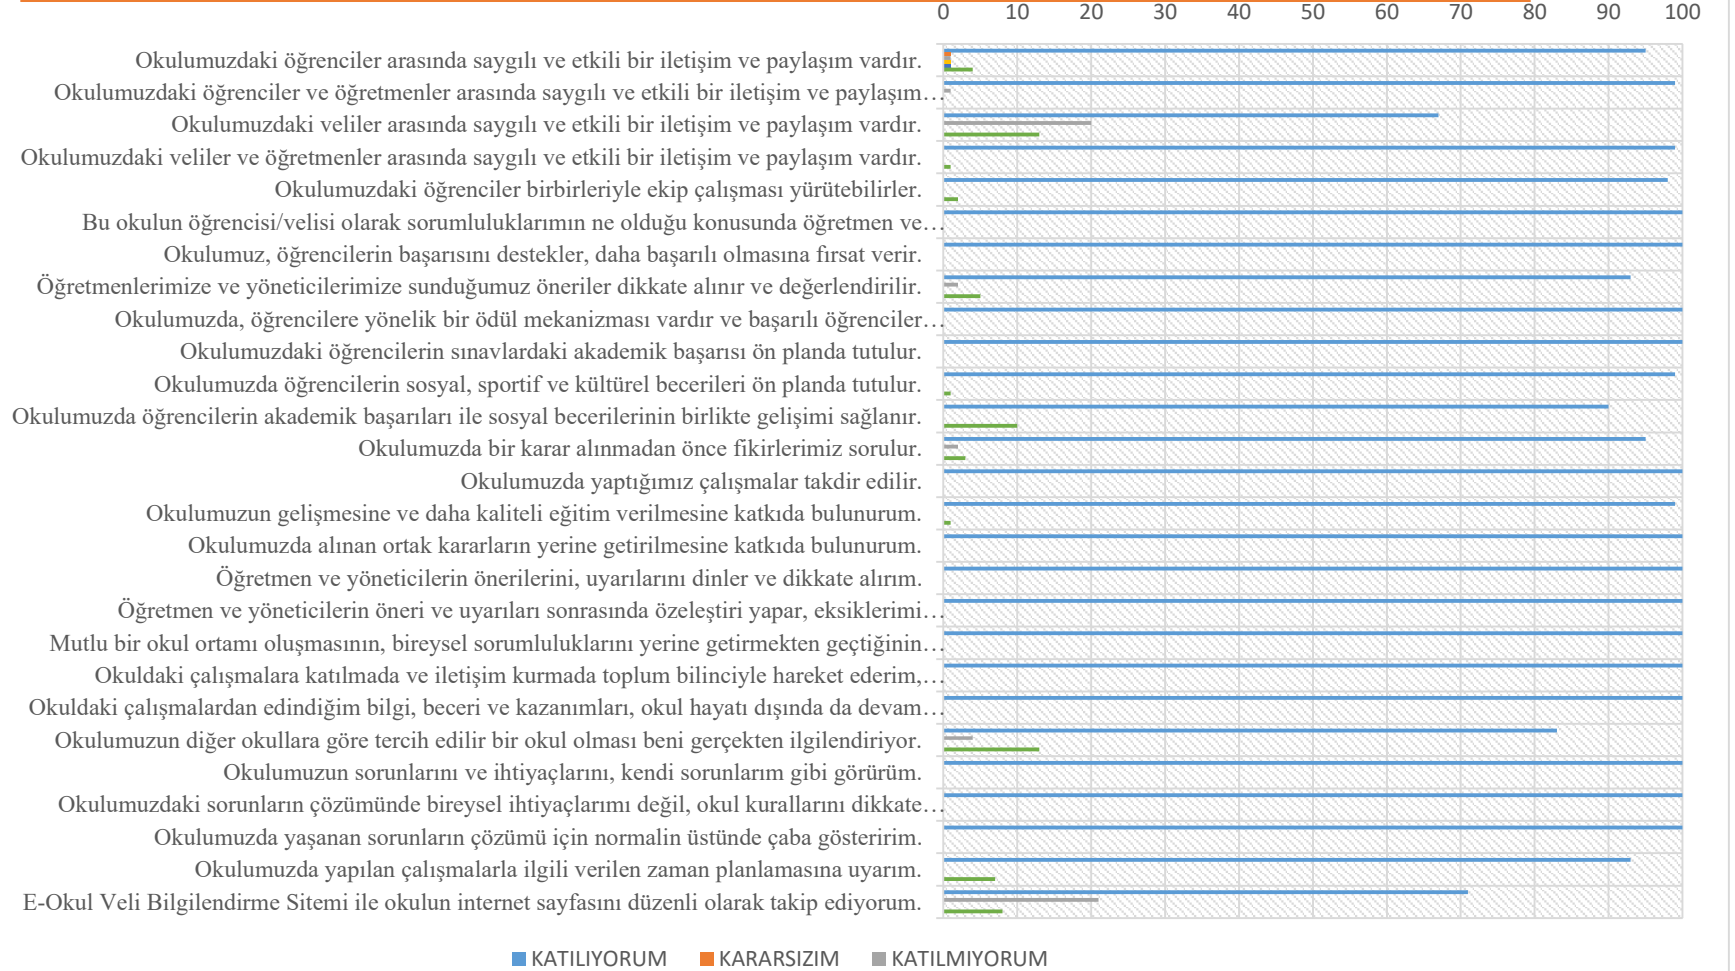 0 10 20 30 40 50 60 70 80 90 100
Okulumuzdaki öğrenciler arasında saygılı ve etkili bir iletişim ve paylaşım vardır.
Okulumuzdaki öğrenciler ve öğretmenler arasında saygılı ve etkili bir iletişim ve paylaşım…
Okulumuzdaki veliler arasında saygılı ve etkili bir iletişim ve paylaşım vardır.
Okulumuzdaki veliler ve öğretmenler arasında saygılı ve etkili bir iletişim ve paylaşım vardır.
Okulumuzdaki öğrenciler birbirleriyle ekip çalışması yürütebilirler.
Bu okulun öğrencisi/velisi olarak sorumluluklarımın ne olduğu konusunda öğretmen ve…
Okulumuz, öğrencilerin başarısını destekler, daha başarılı olmasına fırsat verir.
Öğretmenlerimize ve yöneticilerimize sunduğumuz öneriler dikkate alınır ve değerlendirilir.
Okulumuzda, öğrencilere yönelik bir ödül mekanizması vardır ve başarılı öğrenciler…
Okulumuzdaki öğrencilerin sınavlardaki akademik başarısı ön planda tutulur.
Okulumuzda öğrencilerin sosyal, sportif ve kültürel becerileri ön planda tutulur.
Okulumuzda öğrencilerin akademik başarıları ile sosyal becerilerinin birlikte gelişimi sağlanır.
Okulumuzda bir karar alınmadan önce fikirlerimiz sorulur.
Okulumuzda yaptığımız çalışmalar takdir edilir.
Okulumuzun gelişmesine ve daha kaliteli eğitim verilmesine katkıda bulunurum.
Okulumuzda alınan ortak kararların yerine getirilmesine katkıda bulunurum.
Öğretmen ve yöneticilerin önerilerini, uyarılarını dinler ve dikkate alırım.
Öğretmen ve yöneticilerin öneri ve uyarıları sonrasında özeleştiri yapar, eksiklerimi…
Mutlu bir okul ortamı oluşmasının, bireysel sorumluluklarını yerine getirmekten geçtiğinin…
Okuldaki çalışmalara katılmada ve iletişim kurmada toplum bilinciyle hareket ederim,…
Okuldaki çalışmalardan edindiğim bilgi, beceri ve kazanımları, okul hayatı dışında da devam…
Okulumuzun diğer okullara göre tercih edilir bir okul olması beni gerçekten ilgilendiriyor.
Okulumuzun sorunlarını ve ihtiyaçlarını, kendi sorunlarım gibi görürüm.
Okulumuzdaki sorunların çözümünde bireysel ihtiyaçlarımı değil, okul kurallarını dikkate…
Okulumuzda yaşanan sorunların çözümü için normalin üstünde çaba gösteririm.
Okulumuzda yapılan çalışmalarla ilgili verilen zaman planlamasına uyarım.
E-Okul Veli Bilgilendirme Sitemi ile okulun internet sayfasını düzenli olarak takip ediyorum.
KATILIYORUM KARARSIZIM KATILMIYORUM